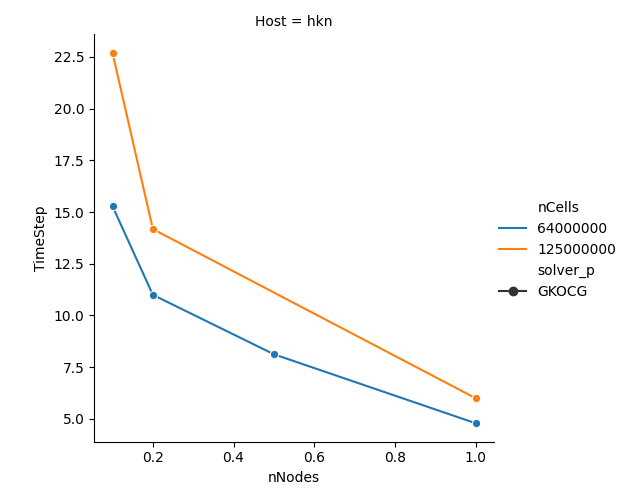 Host = hkn
22.5
20.0
17.5
15.0
12.5
10.0
7.5
5.0
TimeStep
0.2
0.4
0.6
0.8
1.0
nNodes
nCells
64000000
125000000
solver_p
GKOCG